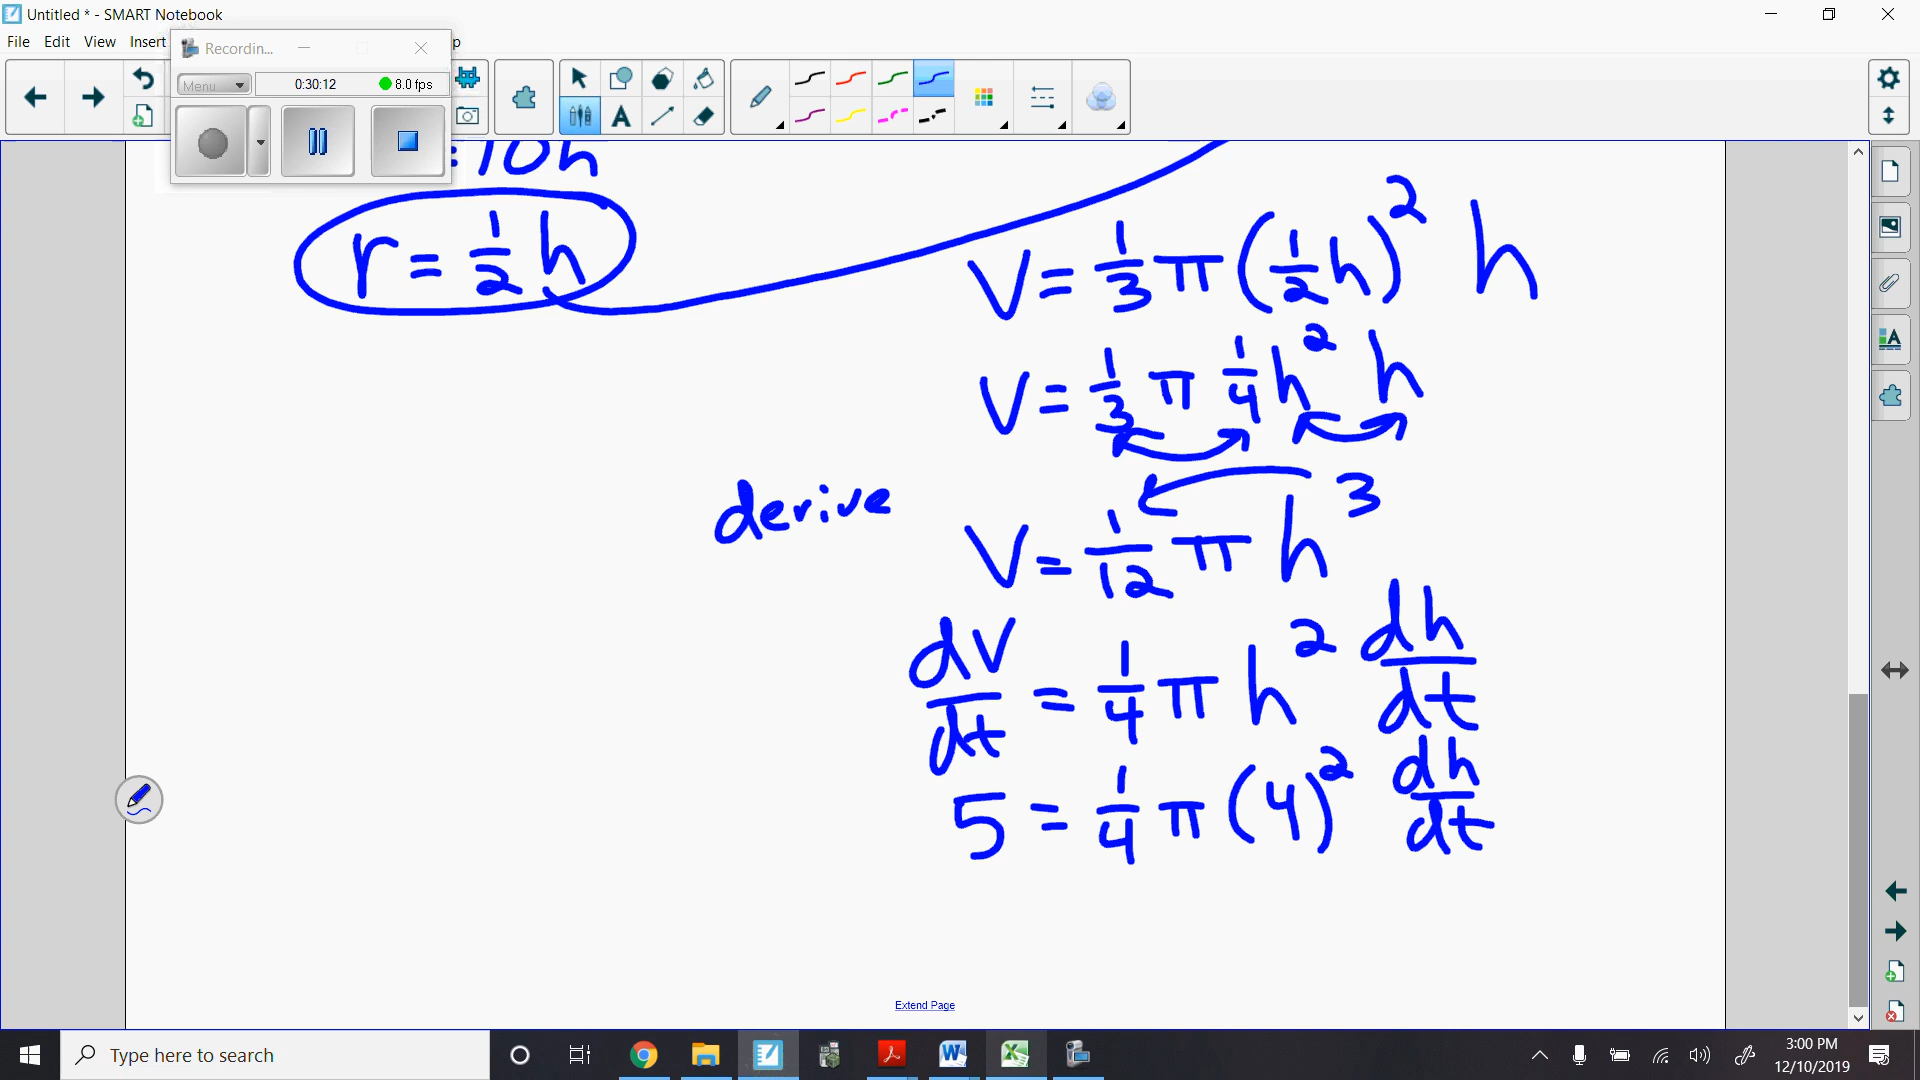 Untitled * - SMART Notebook
File Edit View Insert
Recordin...
Menu 0:30:12 8.0 fps
= 10h
r = 1/2 h
V = 1/3 π (1/2 h)² h
V = 1/3 π 1/4 h² h
derive
V = 1/12 π h³
dV/dt = 1/4 π h² dh/dt
5 = 1/4 π (4)² dh/dt
Extend Page
Type here to search
3:00 PM
12/10/2019